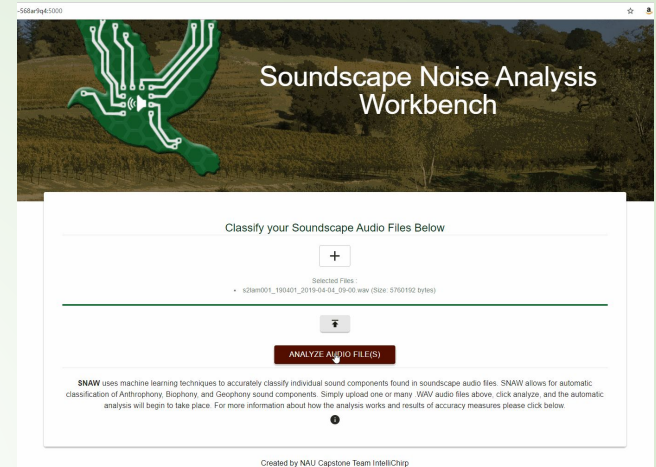 -568ar9q4:5000
Soundscape Noise Analysis
Workbench
Classify your Soundscape Audio Files Below
+
Selected Files :
• s2lam001_190401_2019-04-04_09-00.wav (Size: 5760192 bytes)
ANALYZE AUDIO FILE(S)
SNAW uses machine learning techniques to accurately classify individual sound components found in soundscape audio files. SNAW allows for automatic
classification of Anthrophony, Biophony, and Geophony sound components. Simply upload one or many .WAV audio files above, click analyze, and the automatic
analysis will begin to take place. For more information about how the analysis works and results of accuracy measures please click below.
Created by NAU Capstone Team IntelliChirp